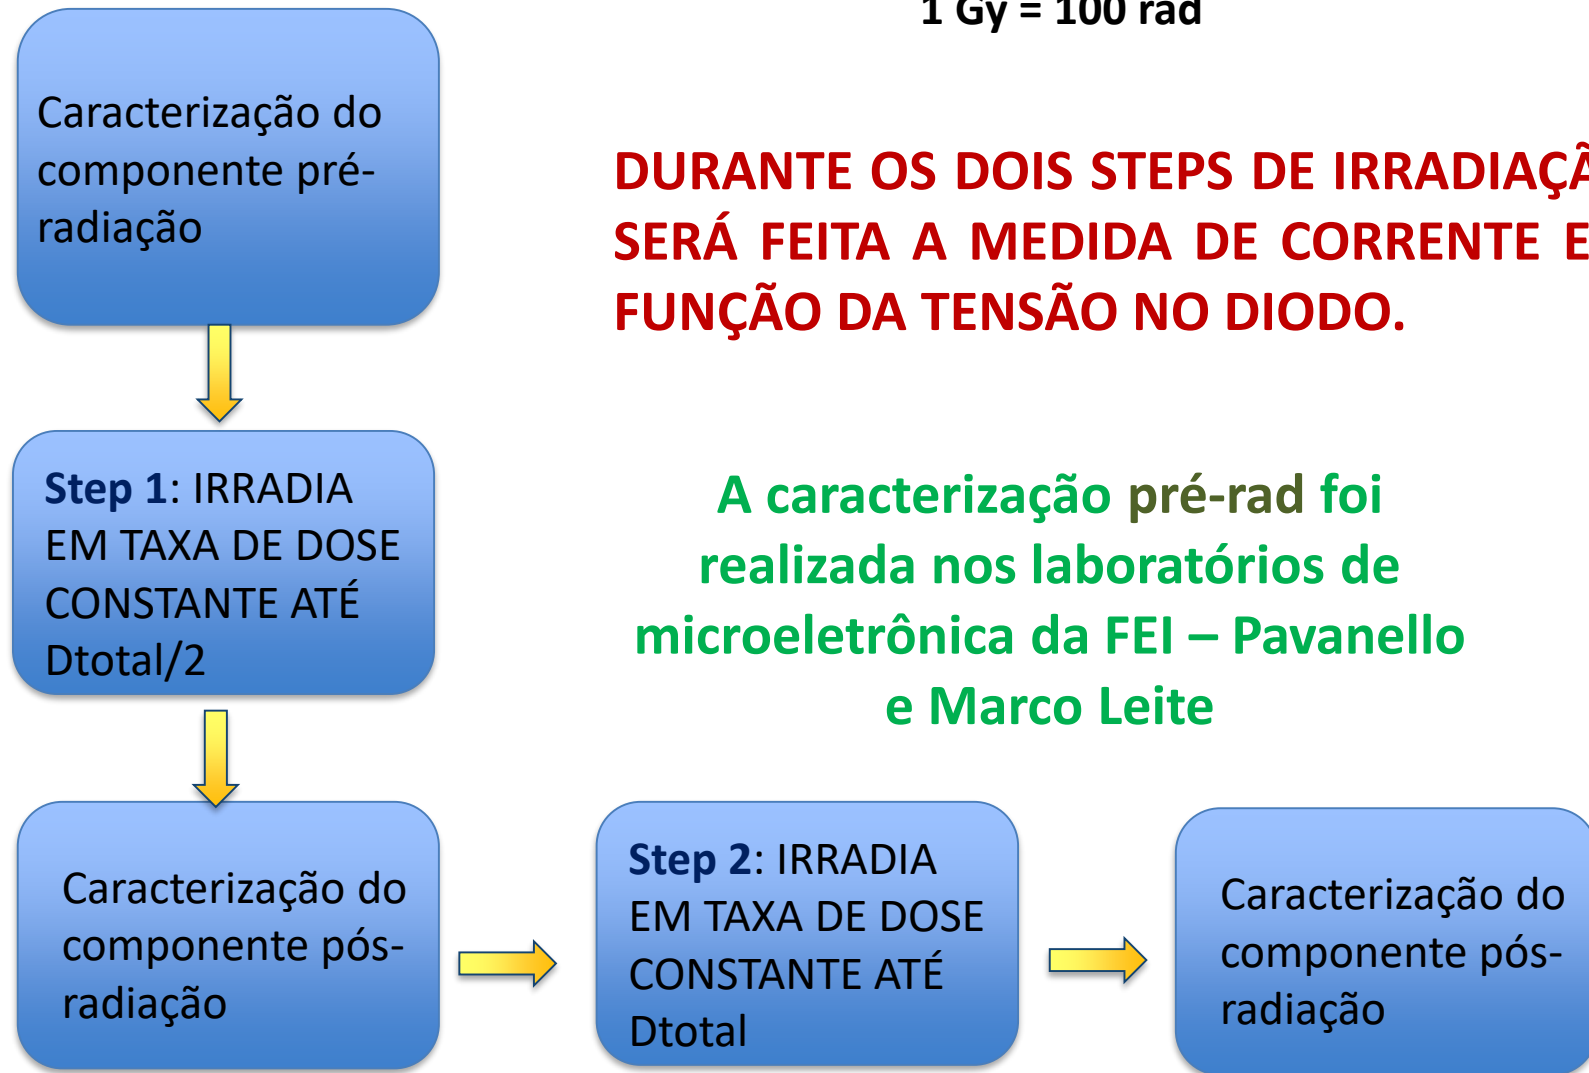 1 Gy = 100 rad
Caracterização do
componente pré-
radiação
DURANTE OS DOIS STEPS DE IRRADIAÇÃ
SERÁ FEITA A MEDIDA DE CORRENTE E
FUNÇÃO DA TENSÃO NO DIODO.
Step 1: IRRADIA
EM TAXA DE DOSE
CONSTANTE ATÉ
Dtotal/2
A caracterização pré-rad foi
realizada nos laboratórios de
microeletrônica da FEI – Pavanello
e Marco Leite
Caracterização do
componente pós-
radiação
Step 2: IRRADIA
EM TAXA DE DOSE
CONSTANTE ATÉ
Dtotal
Caracterização do
componente pós-
radiação